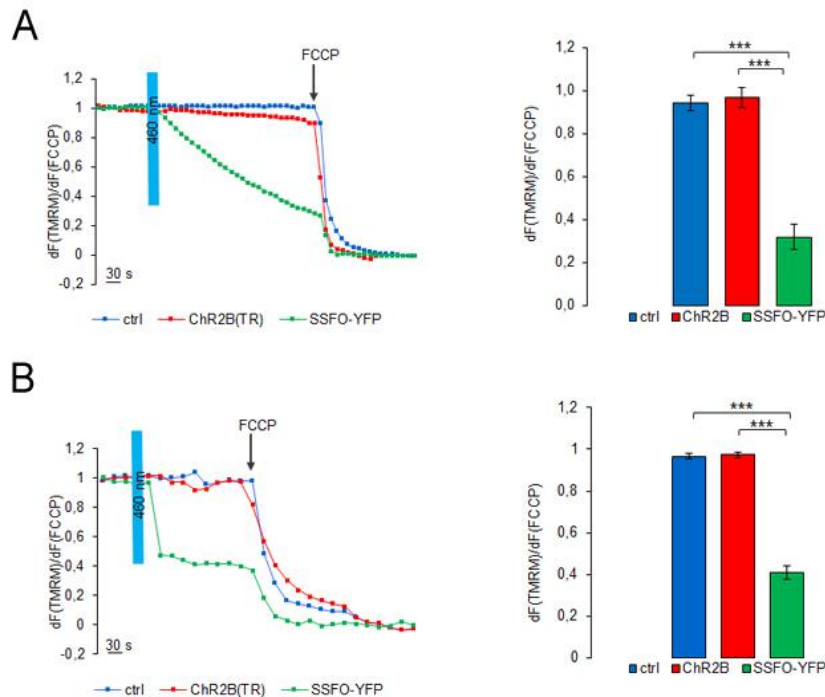 A
FCCP
1,2
1
0,8
0,6
0,4
0,2
0
-0,2
dF(TMRM)/dF(FCCP)
460 nm
30 s
ctrl ChR2B(TR) SSFO-YFP
***
***
1,2
1,0
0,8
0,6
0,4
0,2
0,0
dF(TMRM)/dF(FCCP)
ctrl ChR2B SSFO-YFP
B
FCCP
1,2
1
0,8
0,6
0,4
0,2
0
-0,2
dF(TMRM)/dF(FCCP)
460 nm
30 s
ctrl ChR2B(TR) SSFO-YFP
***
***
1,2
1
0,8
0,6
0,4
0,2
0
dF(TMRM)/dF(FCCP)
ctrl ChR2B SSFO-YFP